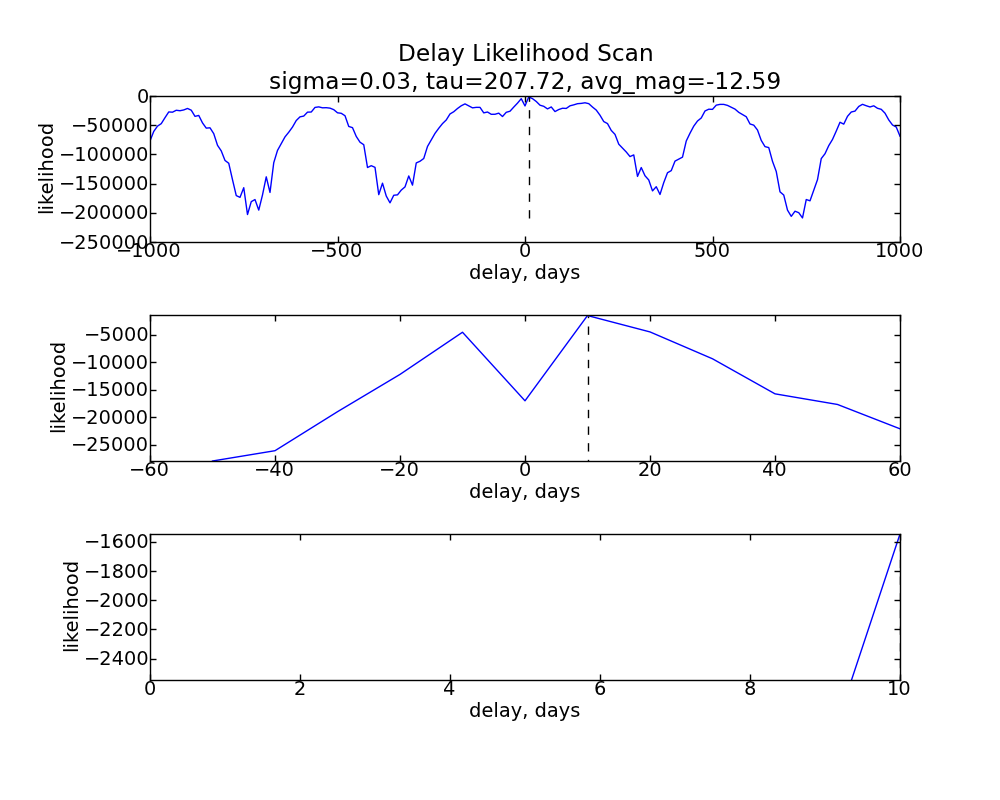 Delay Likelihood Scan
sigma=0.03, tau=207.72, avg_mag=-12.59
0
−50000
−100000
−150000
−200000
−250000
likelihood
−1000 −500 0 500 1000
delay, days
−5000
−10000
−15000
−20000
−25000
likelihood
−60 −40 −20 0 20 40 60
delay, days
−1600
−1800
−2000
−2200
−2400
likelihood
0 2 4 6 8 10
delay, days